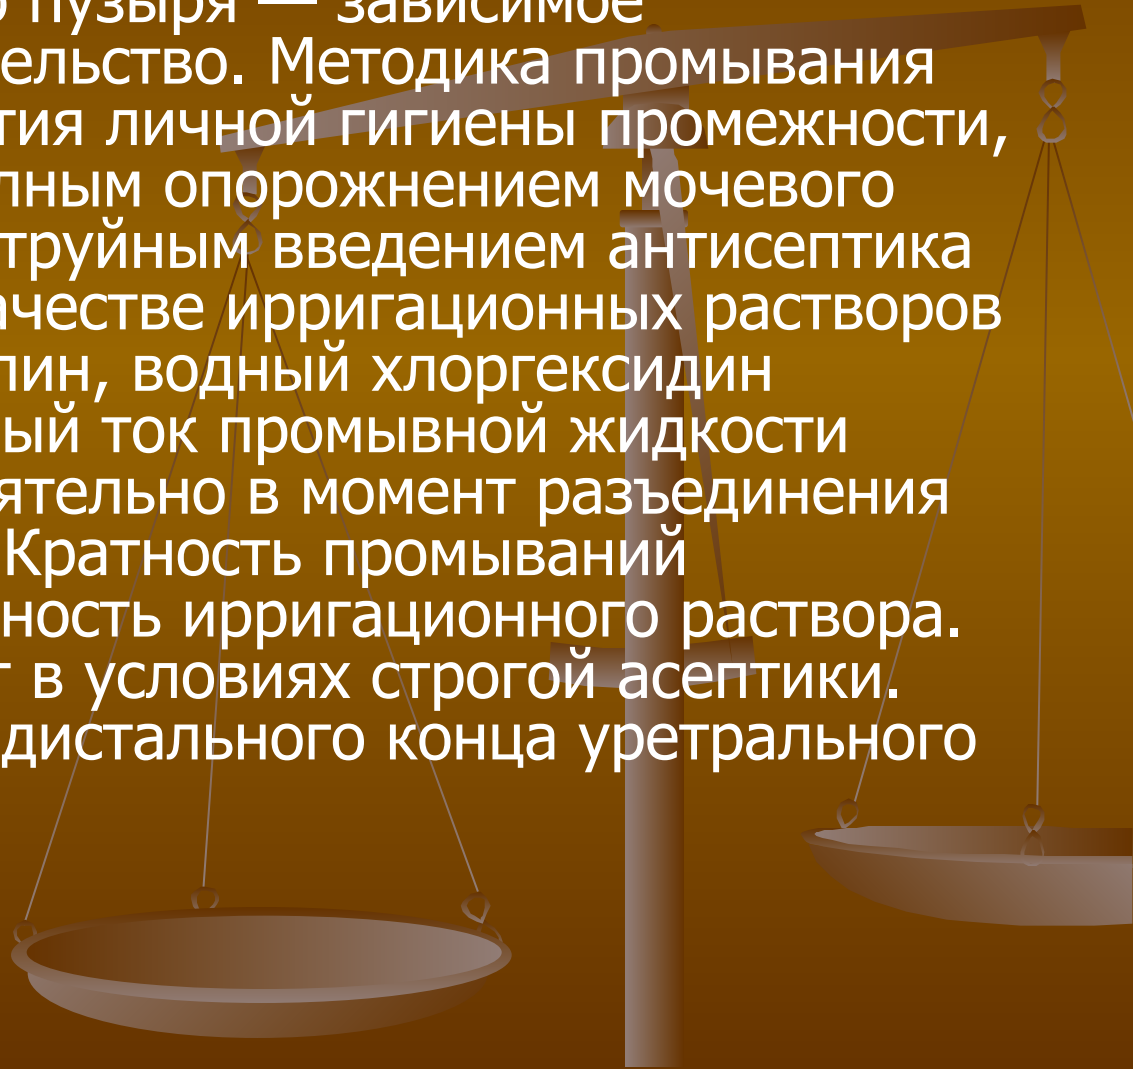 о пузыря — зависимое
ельство. Методика промывания
тия личной гигиены промежности,
лным опорожнением мочевого
труйным введением антисептика
ачестве ирригационных растворов
лин, водный хлоргексидин
ый ток промывной жидкости
ятельно в момент разъединения
Кратность промываний
ность ирригационного раствора.
т в условиях строгой асептики.
дистального конца уретрального